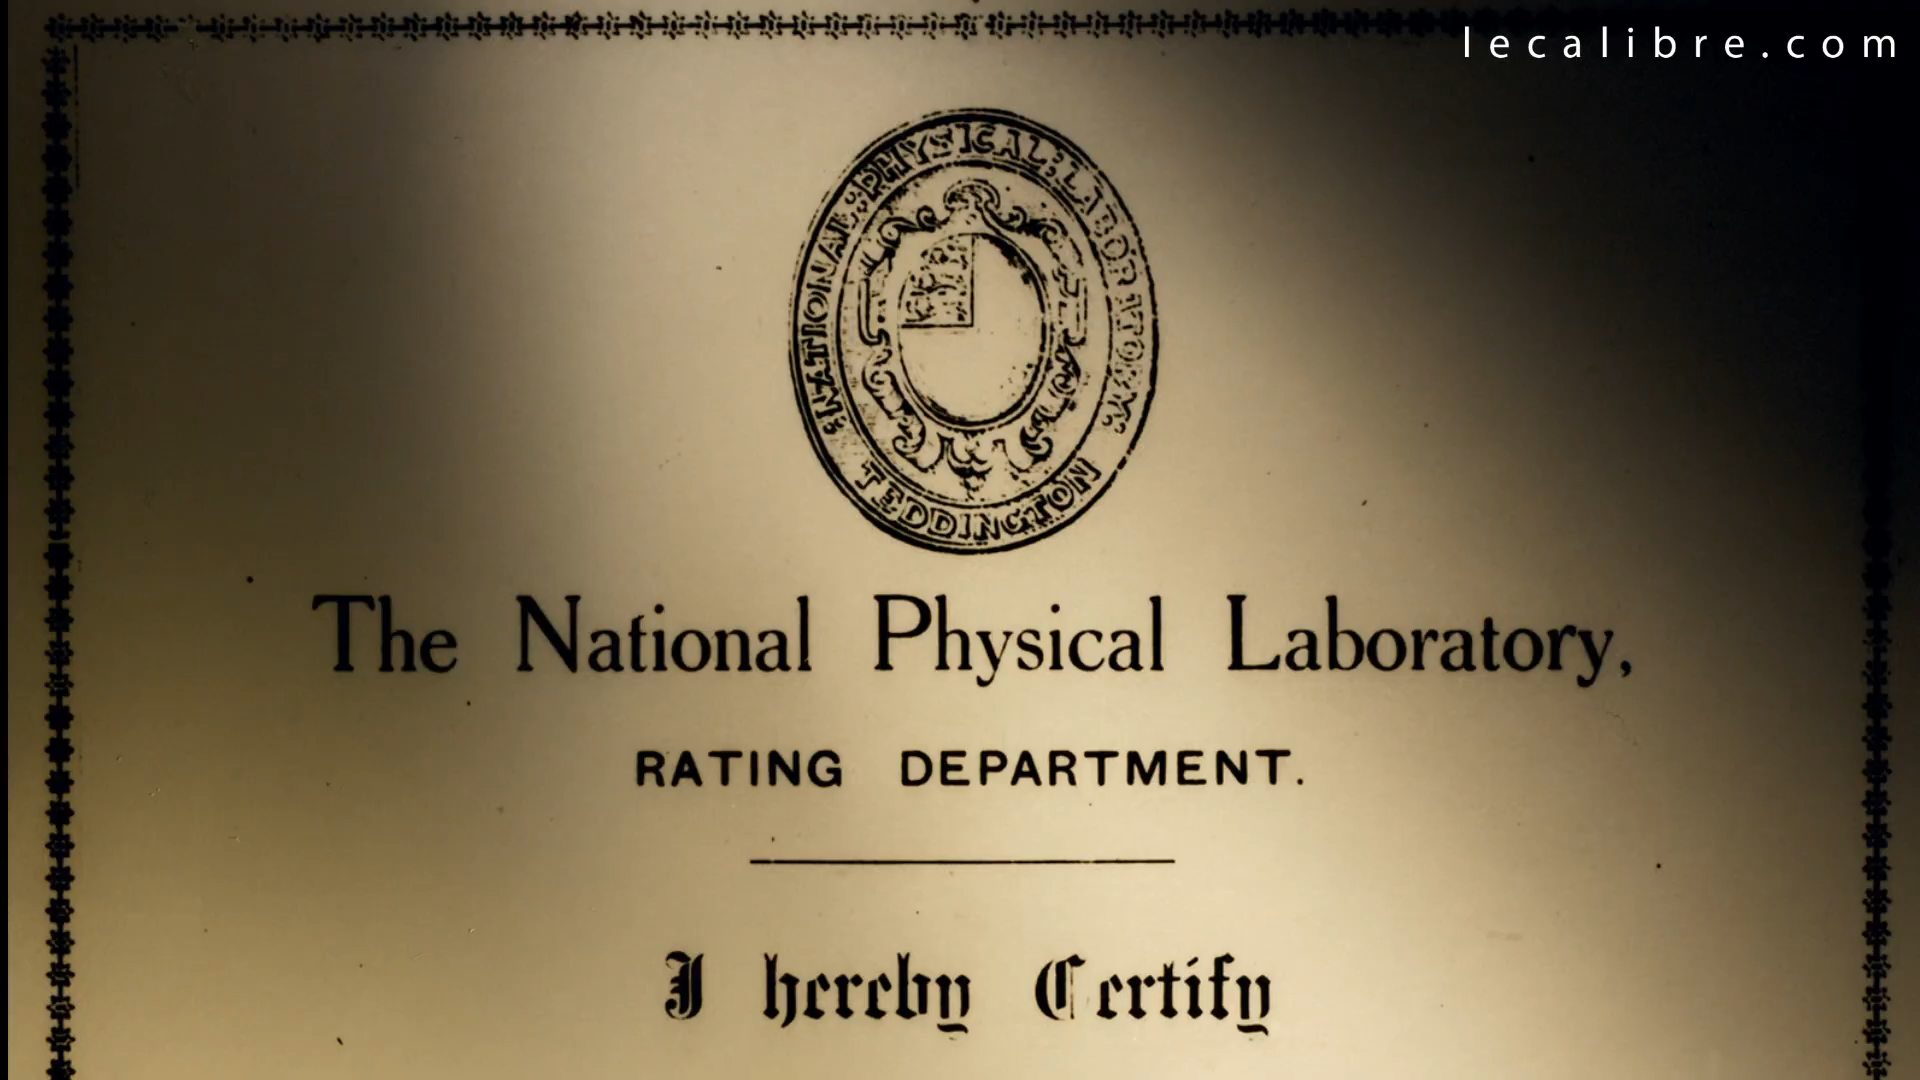 lecalibre.com
NATIONAL: PHYSICAL: LABORATORY:
TEDDINGTON
The National Physical Laboratory,
RATING DEPARTMENT.
I hereby Certify